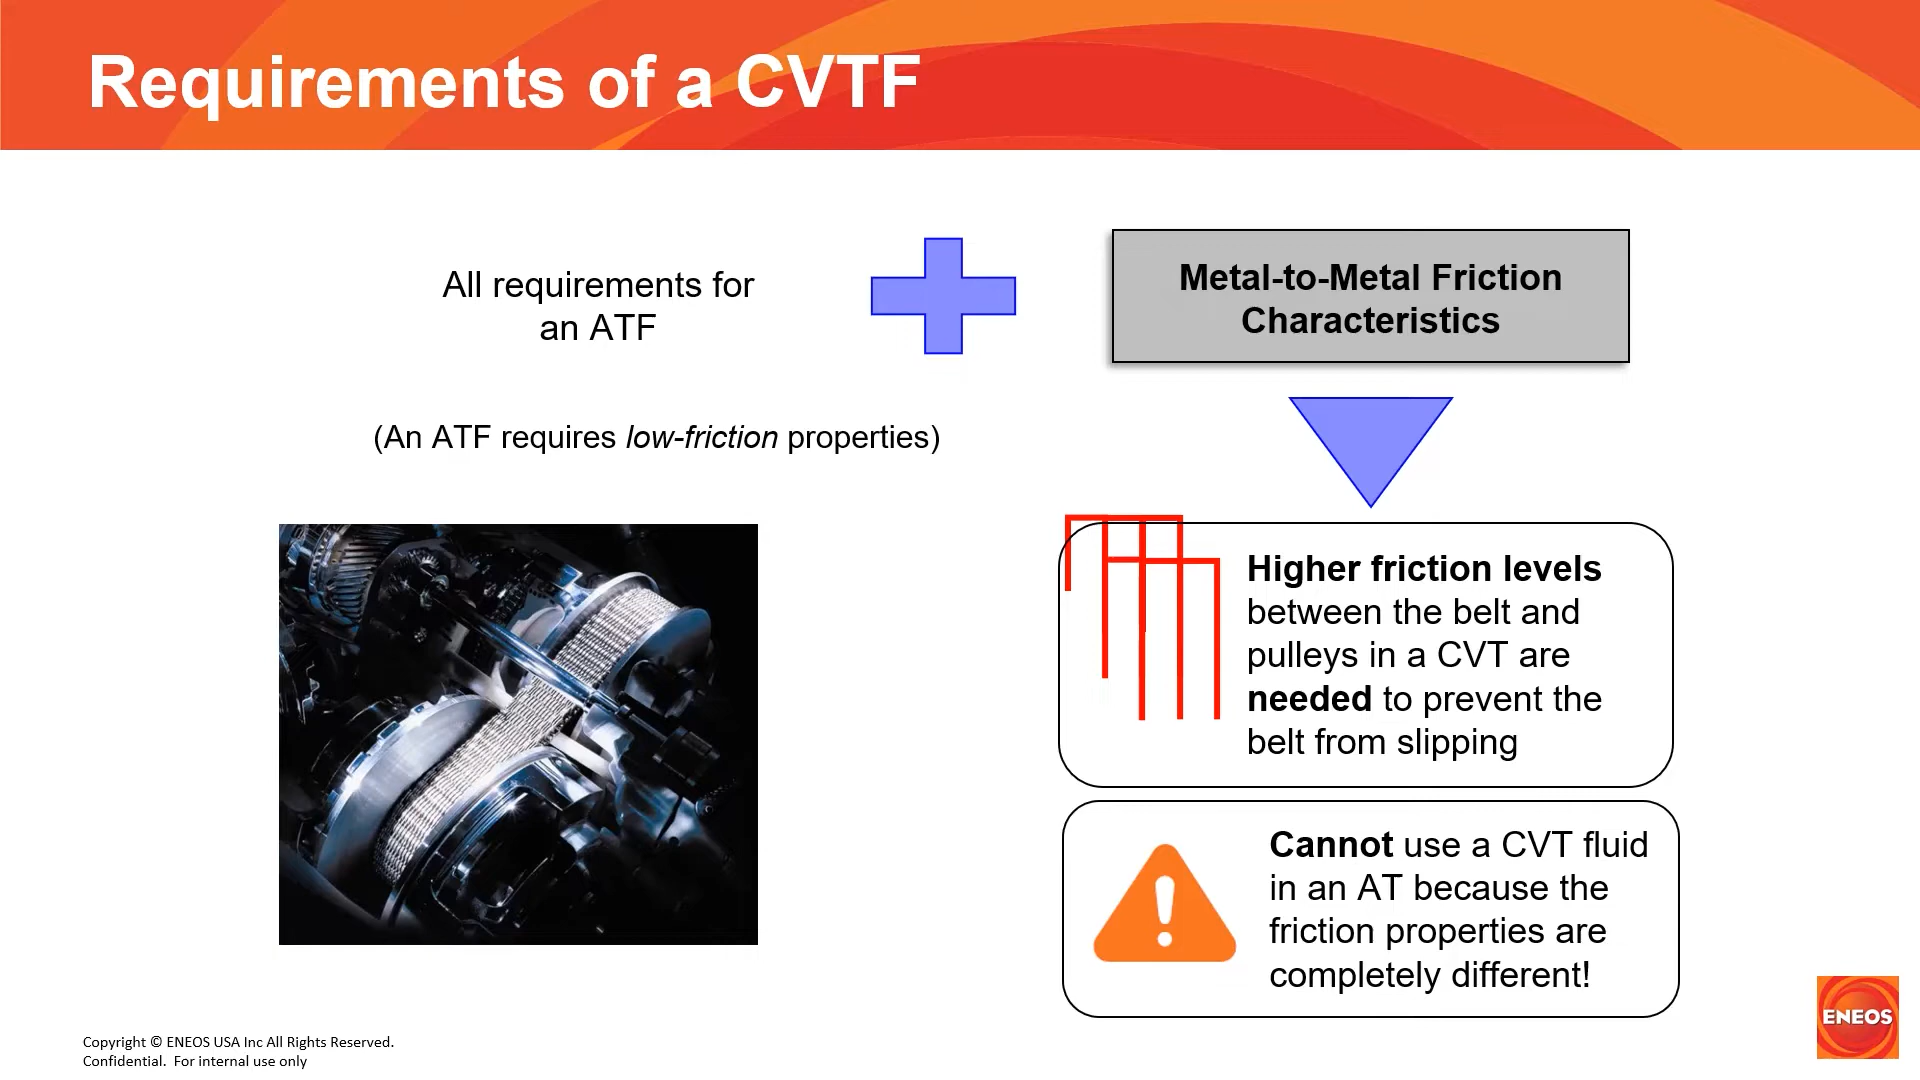 Requirements of a CVTF
All requirements for
an ATF
Metal-to-Metal Friction
Characteristics
(An ATF requires low-friction properties)
Higher friction levels
between the belt and
pulleys in a CVT are
needed to prevent the
belt from slipping
Cannot use a CVT fluid
in an AT because the
friction properties are
completely different!
ENEOS
Copyright © ENEOS USA Inc All Rights Reserved.
Confidential.  For internal use only